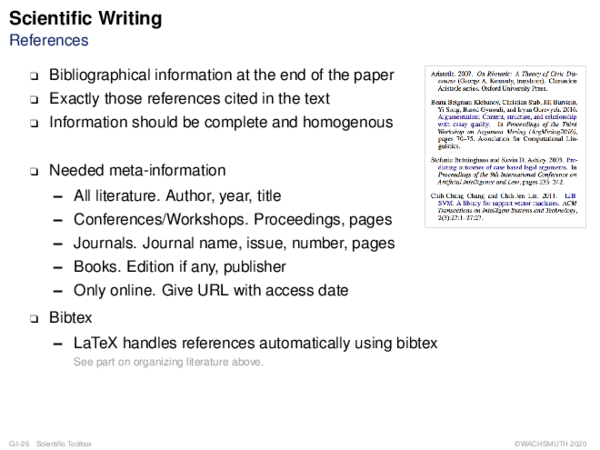 Scientific Writing
References
❏ Bibliographical information at the end of the paper
❏ Exactly those references cited in the text
❏ Information should be complete and homogenous
❏ Needed meta-information
– All literature. Author, year, title
– Conferences/Workshops. Proceedings, pages
– Journals. Journal name, issue, number, pages
– Books. Edition if any, publisher
– Only online. Give URL with access date
❏ Bibtex
– LaTeX handles references automatically using bibtex
See part on organizing literature above.
Aristotle. 2007. On Rhetoric: A Theory of Civic Dis-
course (George A. Kennedy, translator). Clarendon
Aristotle series. Oxford University Press.
Beata Beigman Klebanov, Christian Stab, Jill Burstein,
Yi Song, Binod Gyawali, and Iryna Gurevych. 2016.
Argumentation: Content, structure, and relationship
with essay quality. In Proceedings of the Third
Workshop on Argument Mining (ArgMining2016),
pages 70–75. Association for Computational Lin-
guistics.
Stefanie Brüninghaus and Kevin D. Ashley. 2003. Pre-
dicting outcomes of case based legal arguments. In
Proceedings of the 9th International Conference on
Artificial Intelligence and Law, pages 233–242.
Chih-Chung Chang and Chih-Jen Lin. 2011. LIB-
SVM: A library for support vector machines. ACM
Transactions on Intelligent Systems and Technology,
2(3):27:1–27:27.
G:I-26 Scientific Toolbox
©WACHSMUTH 2020